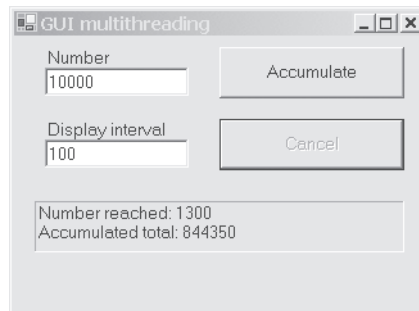 GUI multithreading
Number
10000
Accumulate
Display interval
100
Cancel
Number reached: 1300
Accumulated total: 844350